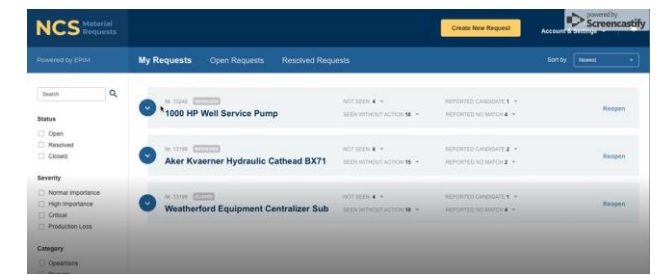 NCS Material Requests
Create New Request
Account & Settings
powered by
Screencastify
Powered by EPIM
My Requests
Open Requests
Resolved Requests
Sort by
Newest
Search
Status
Open
Resolved
Closed
Severity
Normal Importance
High Importance
Critical
Production Loss
Category
Operations
Nr. 13240
1000 HP Well Service Pump
NOT SEEN 4
SEEN WITHOUT ACTION 18
REPORTED CANDIDATE 1
REPORTED NO MATCH 4
Reopen
RESOLVED
Aker Kvaerner Hydraulic Cathead BX71
NOT SEEN
SEEN WITHOUT ACTION 15
REPORTED CANDIDATE 2
REPORTED NO MATCH 2
Reopen
CLOSED
Weatherford Equipment Centralizer Sub
NOT SEEN 4
SEEN WITHOUT ACTION 18
REPORTED CANDIDATE 1
REPORTED NO MATCH 4
Reopen